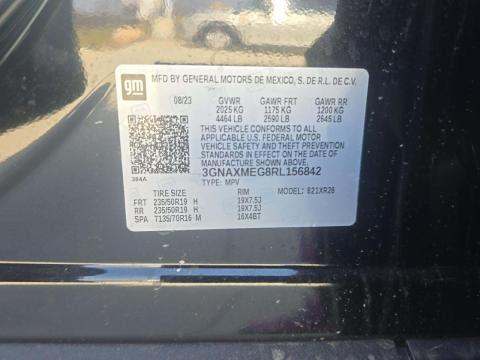 gm
MFD BY GENERAL MOTORS DE MEXICO, S. DE R.L. DE C.V.
08/23 GVWR GAWR FRT GAWR RR
2025 KG 1175 KG 1200 KG
4464 LB 2590 LB 2645 LB
THIS VEHICLE CONFORMS TO ALL
APPLICABLE U.S. FEDERAL MOTOR
VEHICLE SAFETY AND THEFT PREVENTION
STANDARDS IN EFFECT ON THE DATE OF
MANUFACTURE SHOWN ABOVE.
3GNAXMEG8RL156842
384A TYPE: MPV MODEL: 821XR26
TIRE SIZE RIM
FRT 235/50R19 H 19X7.5J
RR 235/50R19 H 19X7.5J
SPA T135/70R16 M 16X4BT